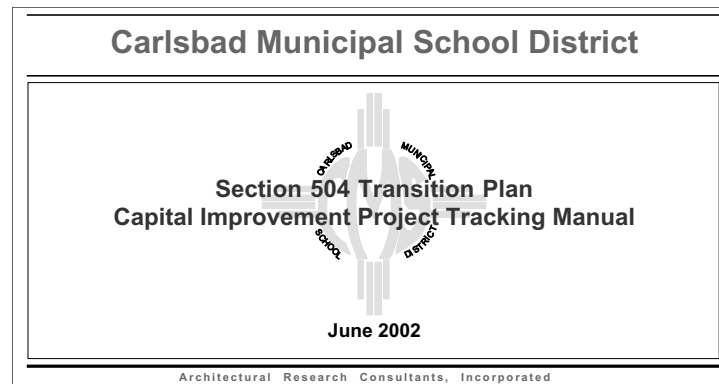 Carlsbad Municipal School District
CARLSBAD MUNICIPAL
Section 504 Transition Plan
Capital Improvement Project Tracking Manual
SCHOOL DISTRICT
June 2002
Architectural Research Consultants, Incorporated